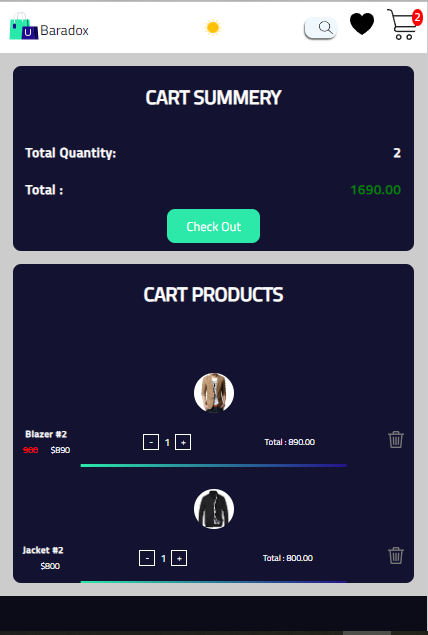 U Baradox 2
CART SUMMERY
Total Quantity: 2
Total : 1690.00
Check Out
CART PRODUCTS
Blazer #2
900 $890 - 1 + Total : 890.00
Jacket #2
$800 - 1 + Total : 800.00